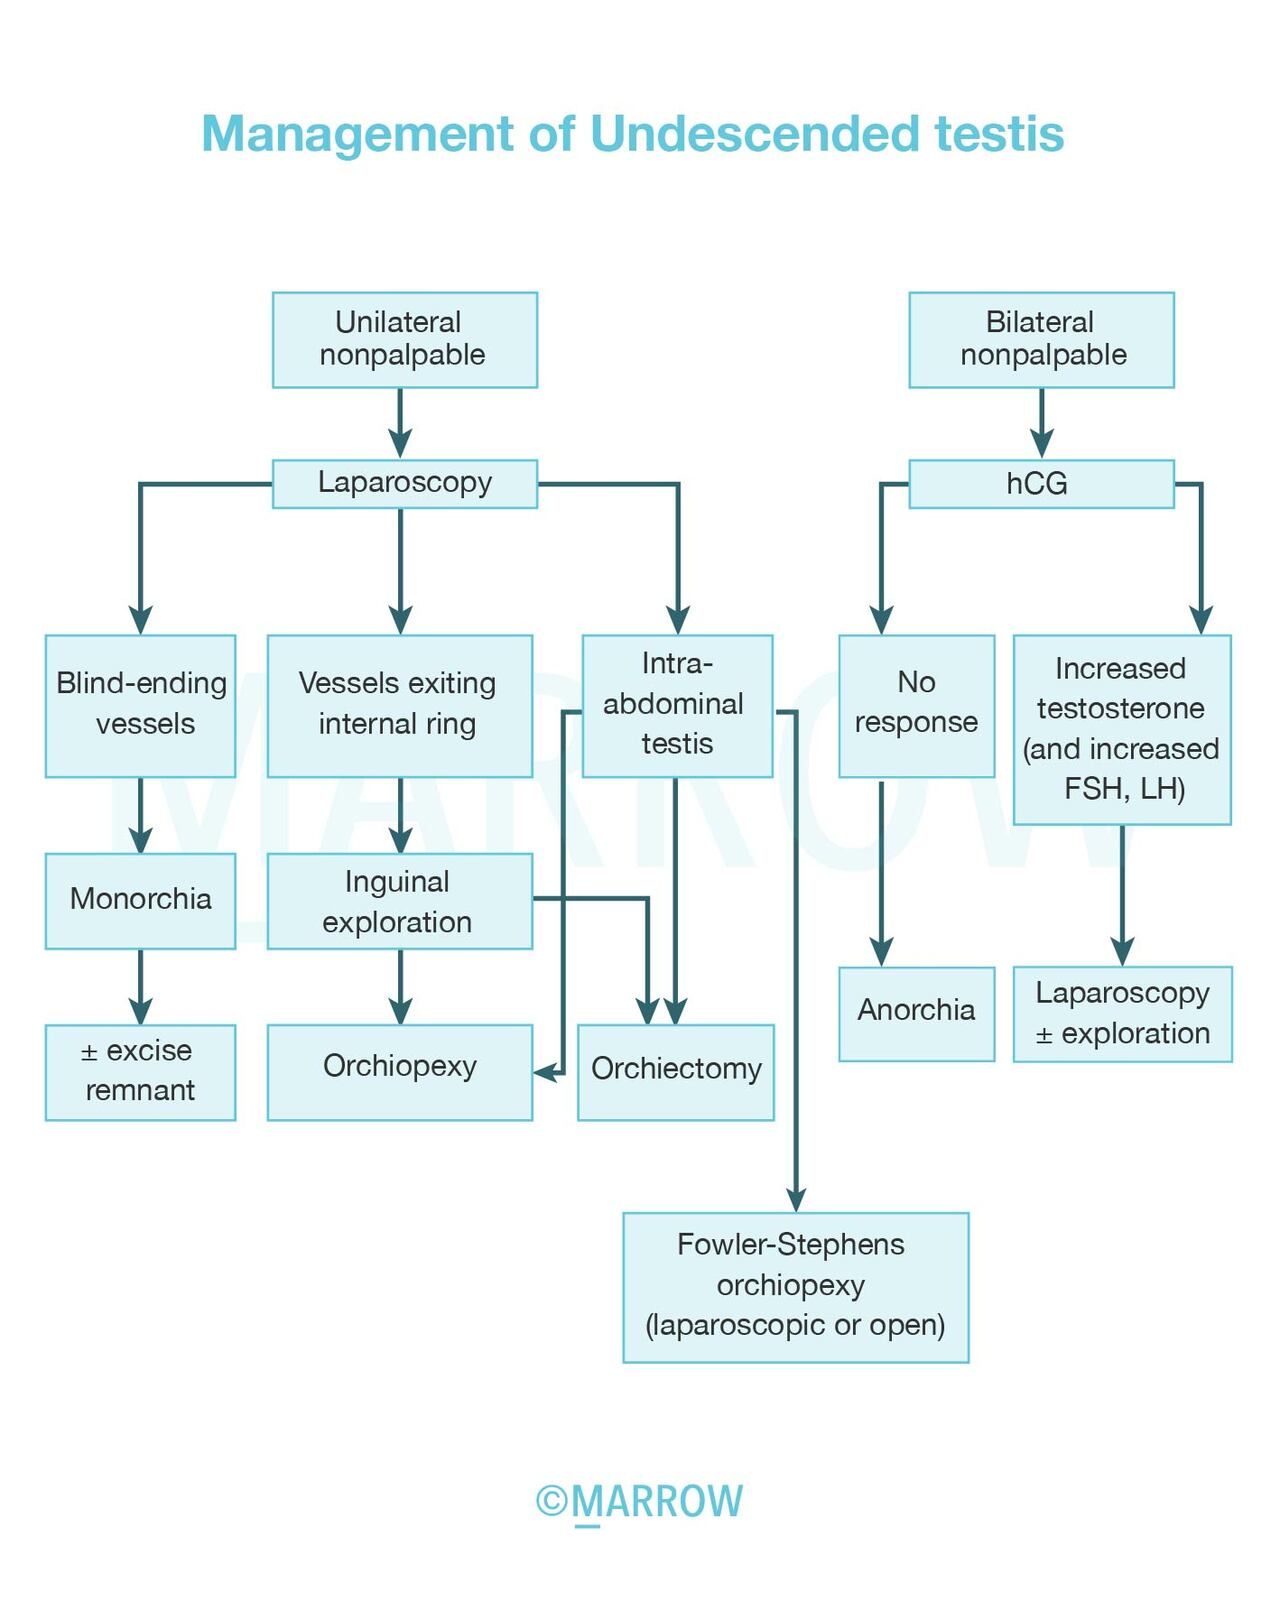 Management of Undescended testis
Unilateral
nonpalpable
Bilateral
nonpalpable
Laparoscopy
hCG
Blind-ending
vessels
Vessels exiting
internal ring
Intra-
abdominal
testis
No
response
Increased
testosterone
(and increased
FSH, LH)
Monorchia
Inguinal
exploration
Anorchia
Laparoscopy
± exploration
± excise
remnant
Orchiopexy
Orchiectomy
Fowler-Stephens
orchiopexy
(laparoscopic or open)
MARROW
©MARROW